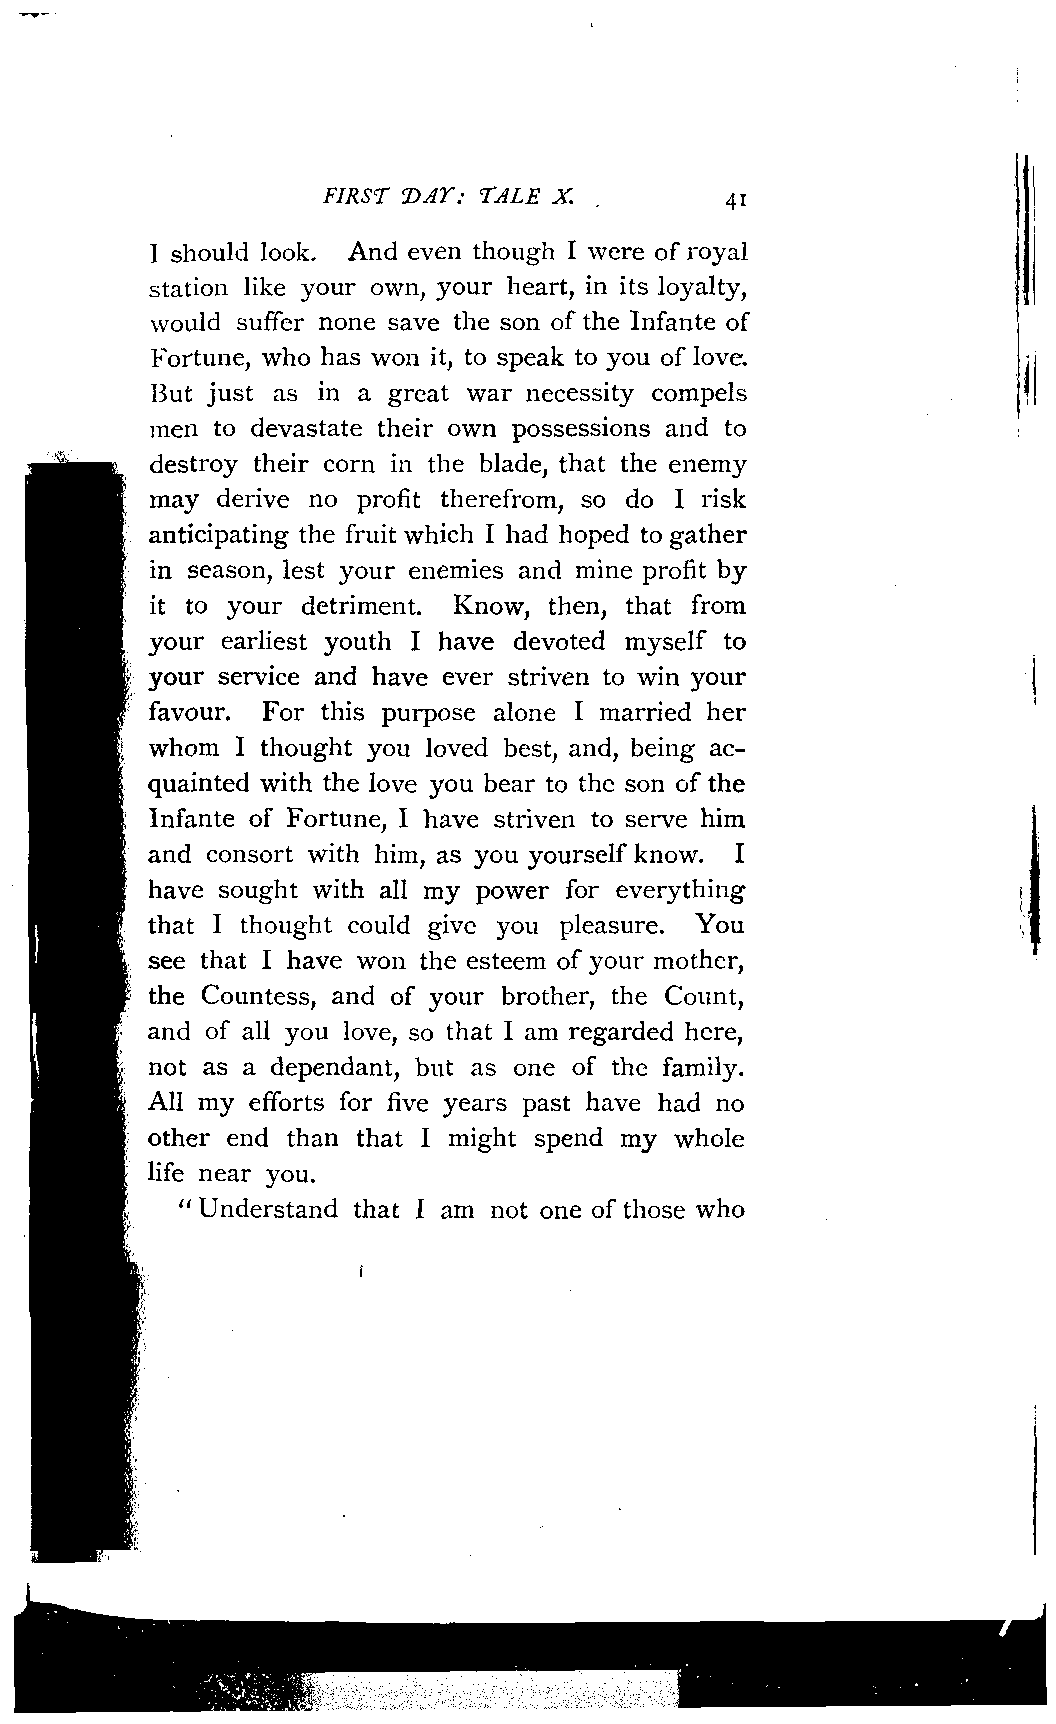 FIRST DAY: TALE X. 41
I should look. And even though I were of royal
station like your own, your heart, in its loyalty,
would suffer none save the son of the Infante of
Fortune, who has won it, to speak to you of love.
But just as in a great war necessity compels
men to devastate their own possessions and to
destroy their corn in the blade, that the enemy
may derive no profit therefrom, so do I risk
anticipating the fruit which I had hoped to gather
in season, lest your enemies and mine profit by
it to your detriment. Know, then, that from
your earliest youth I have devoted myself to
your service and have ever striven to win your
favour. For this purpose alone I married her
whom I thought you loved best, and, being ac-
quainted with the love you bear to the son of the
Infante of Fortune, I have striven to serve him
and consort with him, as you yourself know. I
have sought with all my power for everything
that I thought could give you pleasure. You
see that I have won the esteem of your mother,
the Countess, and of your brother, the Count,
and of all you love, so that I am regarded here,
not as a dependant, but as one of the family.
All my efforts for five years past have had no
other end than that I might spend my whole
life near you.
"Understand that I am not one of those who